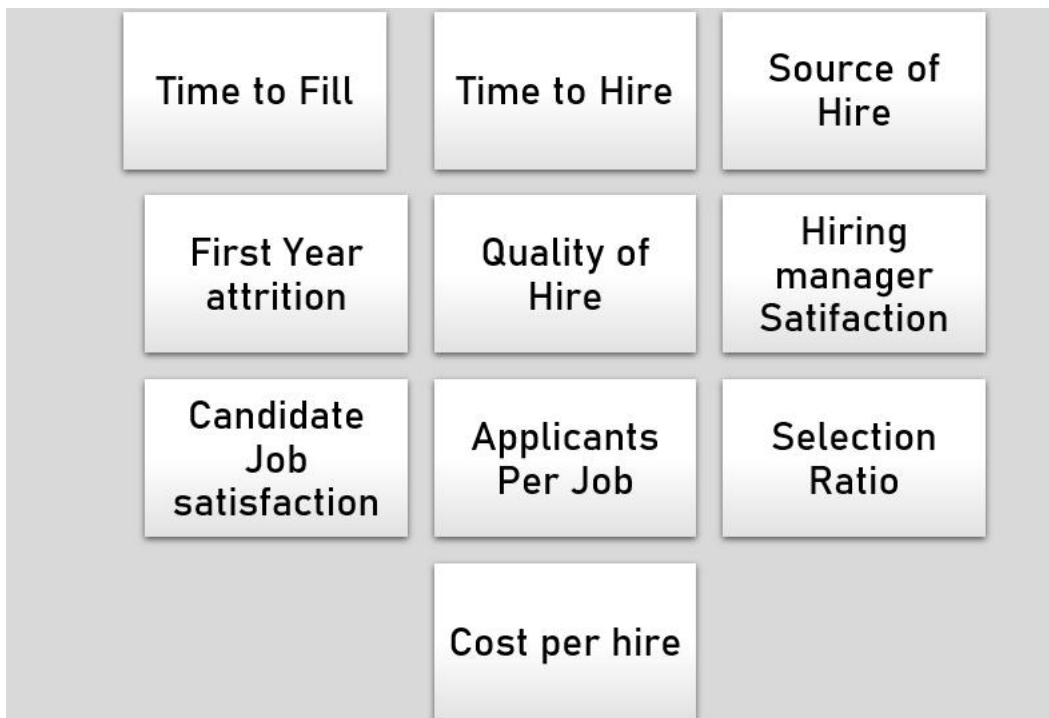 Time to Fill
Time to Hire
Source of
Hire
First Year
attrition
Quality of
Hire
Hiring
manager
Satifaction
Candidate
Job
satisfaction
Applicants
Per Job
Selection
Ratio
Cost per hire